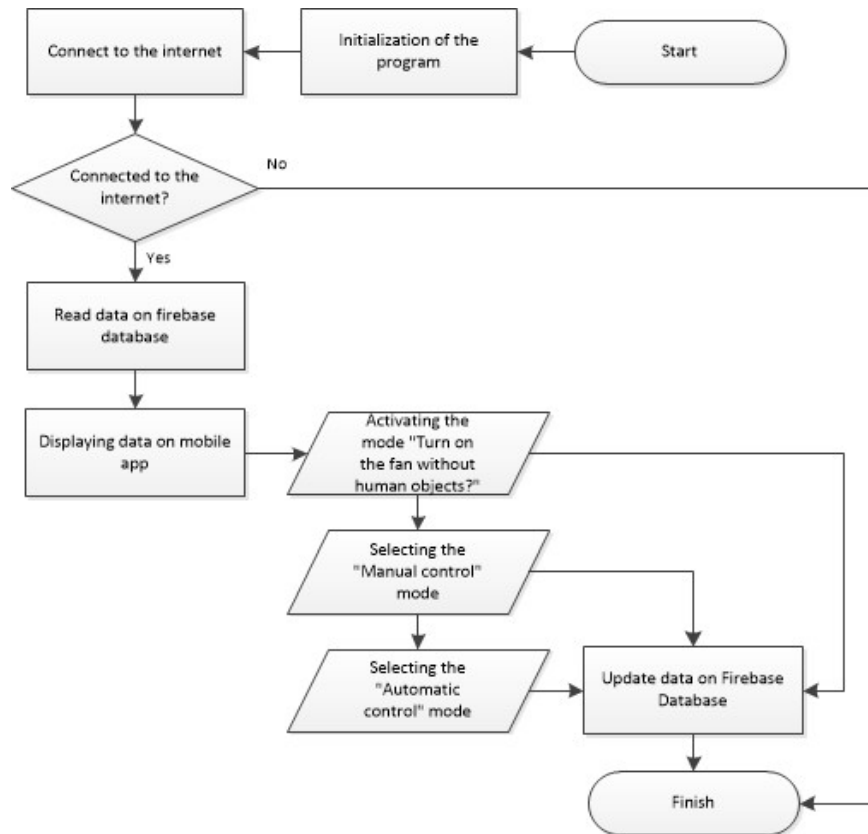 Start
Initialization of the
program
Connect to the internet
Connected to the
internet?
No
Yes
Read data on firebase
database
Displaying data on mobile
app
Activating the
mode "Turn on
the fan without
human objects?"
Selecting the
"Manual control"
mode
Selecting the
"Automatic
control" mode
Update data on Firebase
Database
Finish